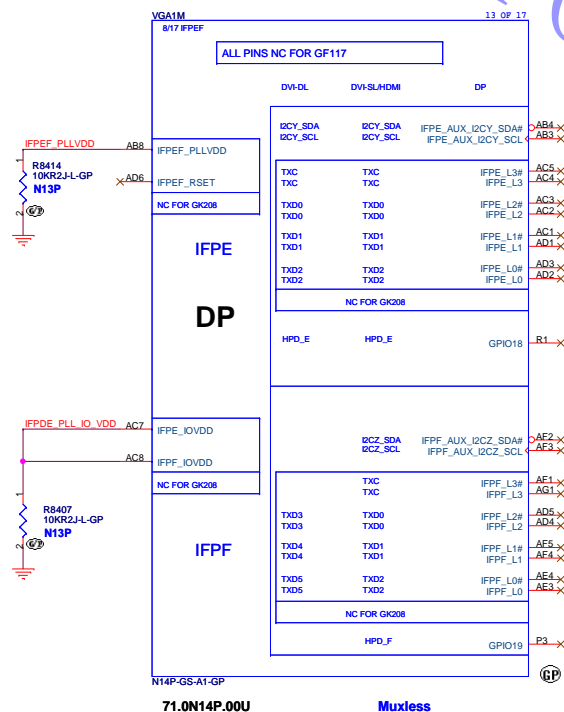 VGA1M 13 OF 17
8/17 IFPEF
ALL PINS NC FOR GF117
DVI-DL DVI-SL/HDMI DP
I2CY_SDA I2CY_SDA IFPE_AUX_I2CY_SDA# AB4
I2CY_SCL I2CY_SCL IFPE_AUX_I2CY_SCL AB3
IFPEF_PLLVDD AB8 IFPEF_PLLVDD
1
R8414
10KR2J-L-GP
N13P
2 GP
AD6 IFPEF_RSET
NC FOR GK208
TXC TXC IFPE_L3# AC5
TXC TXC IFPE_L3 AC4
TXD0 TXD0 IFPE_L2# AC3
TXD0 TXD0 IFPE_L2 AC2
TXD1 TXD1 IFPE_L1# AC1
TXD1 TXD1 IFPE_L1 AD1
TXD2 TXD2 IFPE_L0# AD3
TXD2 TXD2 IFPE_L0 AD2
IFPE
NC FOR GK208
DP
HPD_E HPD_E GPIO18 R1
IFPDE_PLL_IO_VDD AC7 IFPE_IOVDD
AC8 IFPF_IOVDD
NC FOR GK208
1
R8407
10KR2J-L-GP
N13P
2 GP
I2CZ_SDA IFPF_AUX_I2CZ_SDA# AF2
I2CZ_SCL IFPF_AUX_I2CZ_SCL AF3
TXC IFPF_L3# AF1
TXC IFPF_L3 AG1
TXD3 TXD0 IFPF_L2# AD5
TXD3 TXD0 IFPF_L2 AD4
TXD4 TXD1 IFPF_L1# AF5
TXD4 TXD1 IFPF_L1 AF4
TXD5 TXD2 IFPF_L0# AE4
TXD5 TXD2 IFPF_L0 AE3
IFPF
NC FOR GK208
HPD_F GPIO19 P3
GP
N14P-GS-A1-GP
71.0N14P.00U Muxless